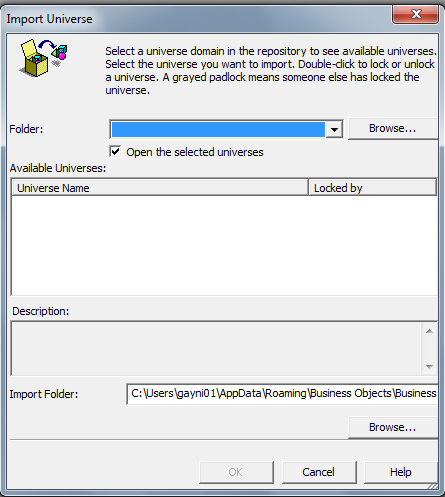 Import Universe
Select a universe domain in the repository to see available universes.
Select the universe you want to import. Double-click to lock or unlock
a universe. A grayed padlock means someone else has locked the
universe.
Folder:
Browse...
Open the selected universes
Available Universes:
Universe Name Locked by
Description:
Import Folder: C:\Users\gayni01\AppData\Roaming\Business Objects\Business
Browse...
OK Cancel Help